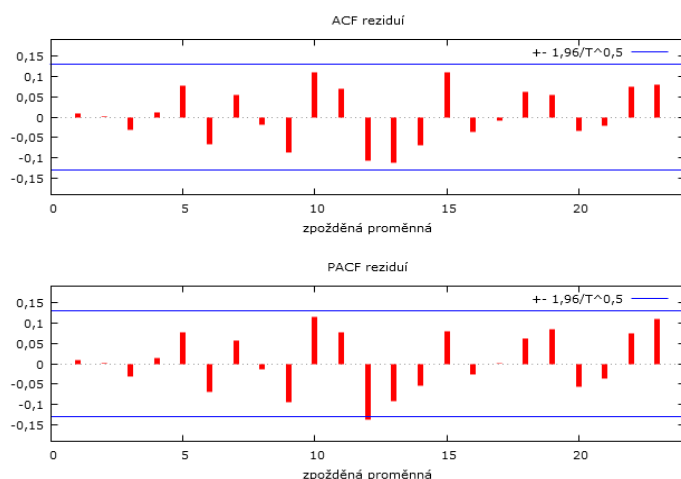 ACF reziduí
+- 1,96/T^0,5
0,15
0,1
0,05
0
-0,05
-0,1
-0,15
0 5 10 15 20
zpožděná proměnná
PACF reziduí
+- 1,96/T^0,5
0,15
0,1
0,05
0
-0,05
-0,1
-0,15
0 5 10 15 20
zpožděná proměnná